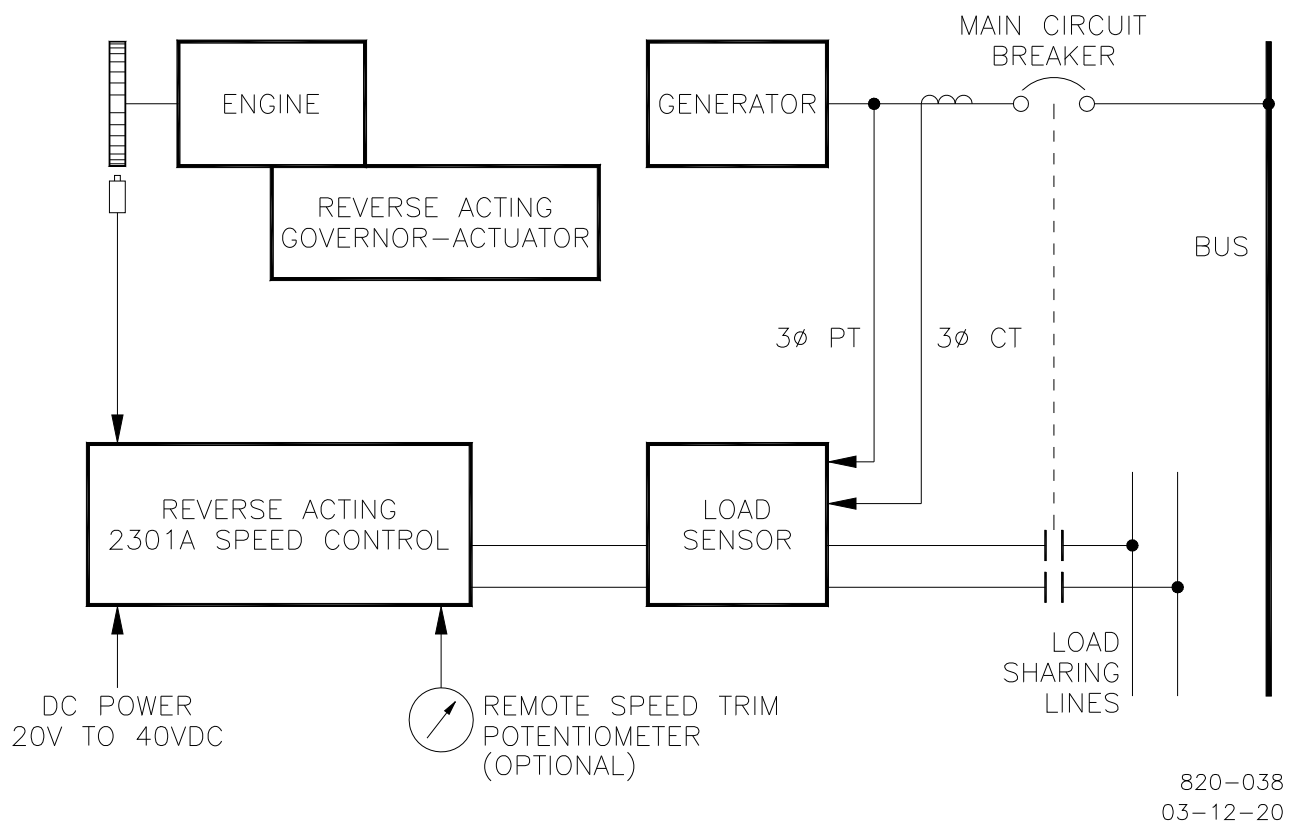 MAIN CIRCUIT
BREAKER
ENGINE
GENERATOR
REVERSE ACTING
GOVERNOR-ACTUATOR
BUS
3ø PT
3ø CT
REVERSE ACTING
2301A SPEED CONTROL
LOAD
SENSOR
LOAD
SHARING
LINES
DC POWER
20V TO 40VDC
REMOTE SPEED TRIM
POTENTIOMETER
(OPTIONAL)
820-038
03-12-20